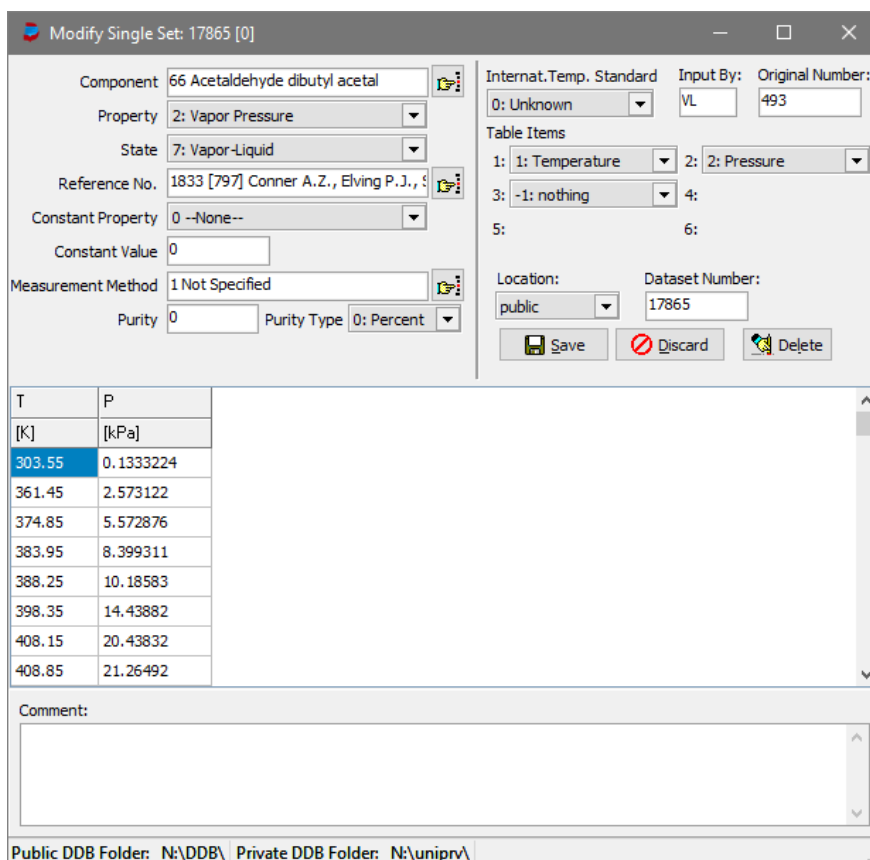 Modify Single Set: 17865 [0]
Component 66 Acetaldehyde dibutyl acetal
Property 2: Vapor Pressure
State 7: Vapor-Liquid
Reference No. 1833 [797] Conner A.Z., Elving P.J.,
Constant Property 0 --None--
Constant Value 0
Measurement Method 1 Not Specified
Purity 0 Purity Type 0: Percent
Internat.Temp. Standard Input By: Original Number:
0: Unknown VL 493
Table Items
1: 1: Temperature 2: 2: Pressure
3: -1: nothing 4:
5: 6:
Location: Dataset Number:
public 17865
Save Discard Delete
T P
[K] [kPa]
303.55 0.1333224
361.45 2.573122
374.85 5.572876
383.95 8.399311
388.25 10.18583
398.35 14.43882
408.15 20.43832
408.85 21.26492
Comment:
Public DDB Folder: N:\DDB\ Private DDB Folder: N:\uniprv\